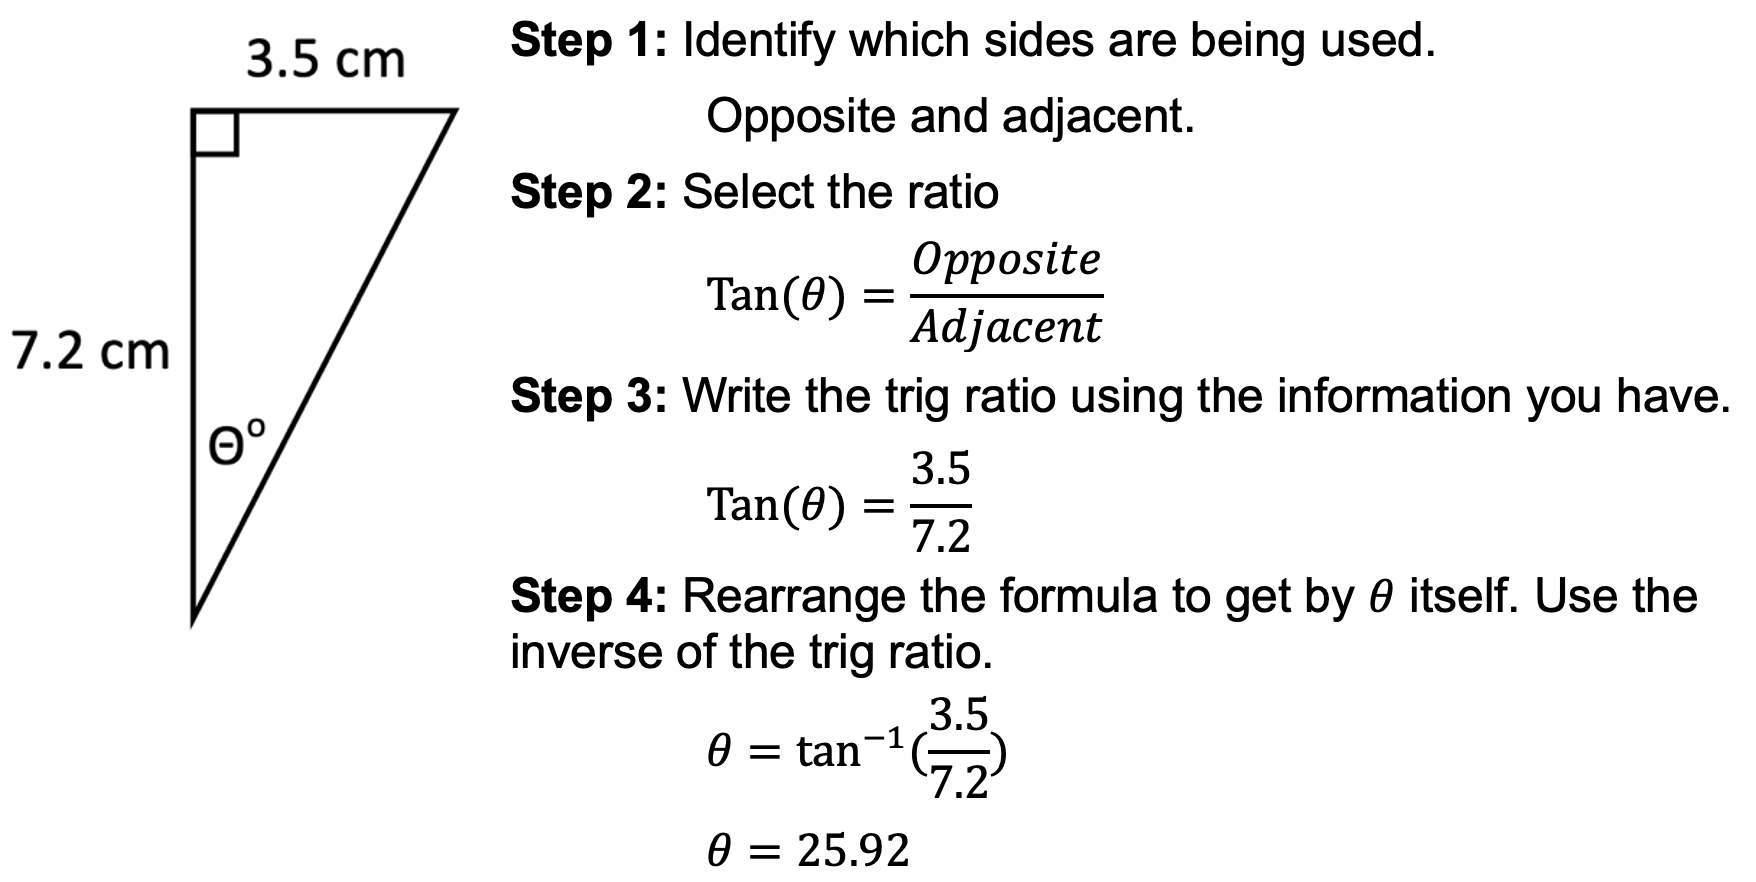 3.5 cm
7.2 cm
Θ°
Step 1: Identify which sides are being used.
Opposite and adjacent.
Step 2: Select the ratio
Tan(θ) = Opposite / Adjacent
Step 3: Write the trig ratio using the information you have.
Tan(θ) = 3.5 / 7.2
Step 4: Rearrange the formula to get by θ itself. Use the
inverse of the trig ratio.
θ = tan⁻¹(3.5 / 7.2)
θ = 25.92